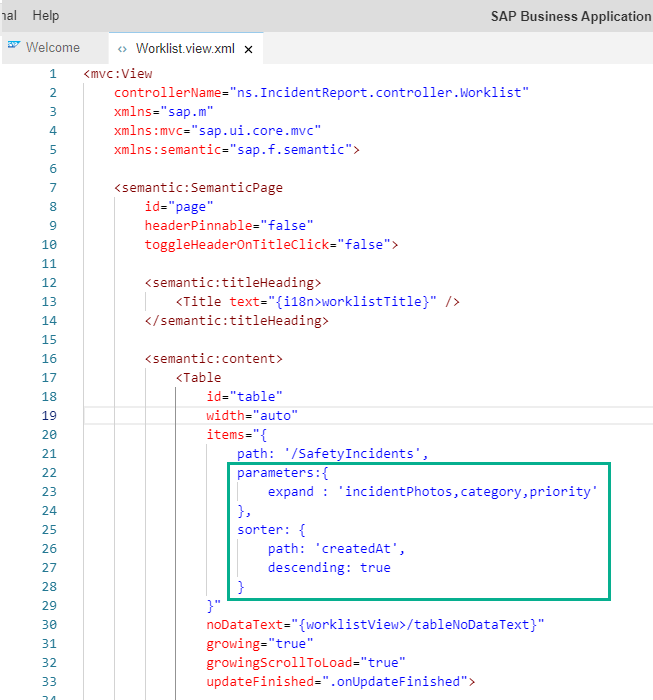 nal Help SAP Business Application
Welcome Worklist.view.xml ×
1 <mvc:View
2 controllerName="ns.IncidentReport.controller.Worklist"
3 xmlns="sap.m"
4 xmlns:mvc="sap.ui.core.mvc"
5 xmlns:semantic="sap.f.semantic">
6
7 <semantic:SemanticPage
8 id="page"
9 headerPinnable="false"
10 toggleHeaderOnTitleClick="false">
11
12 <semantic:titleHeading>
13 <Title text="{i18n>worklistTitle}" />
14 </semantic:titleHeading>
15
16 <semantic:content>
17 <Table
18 id="table"
19 width="auto"
20 items="{
21 path: '/SafetyIncidents',
22 parameters:{
23 expand : 'incidentPhotos,category,priority'
24 },
25 sorter: {
26 path: 'createdAt',
27 descending: true
28 }
29 }"
30 noDataText="{worklistView>/tableNoDataText}"
31 growing="true"
32 growingScrollToLoad="true"
33 updateFinished=".onUpdateFinished">